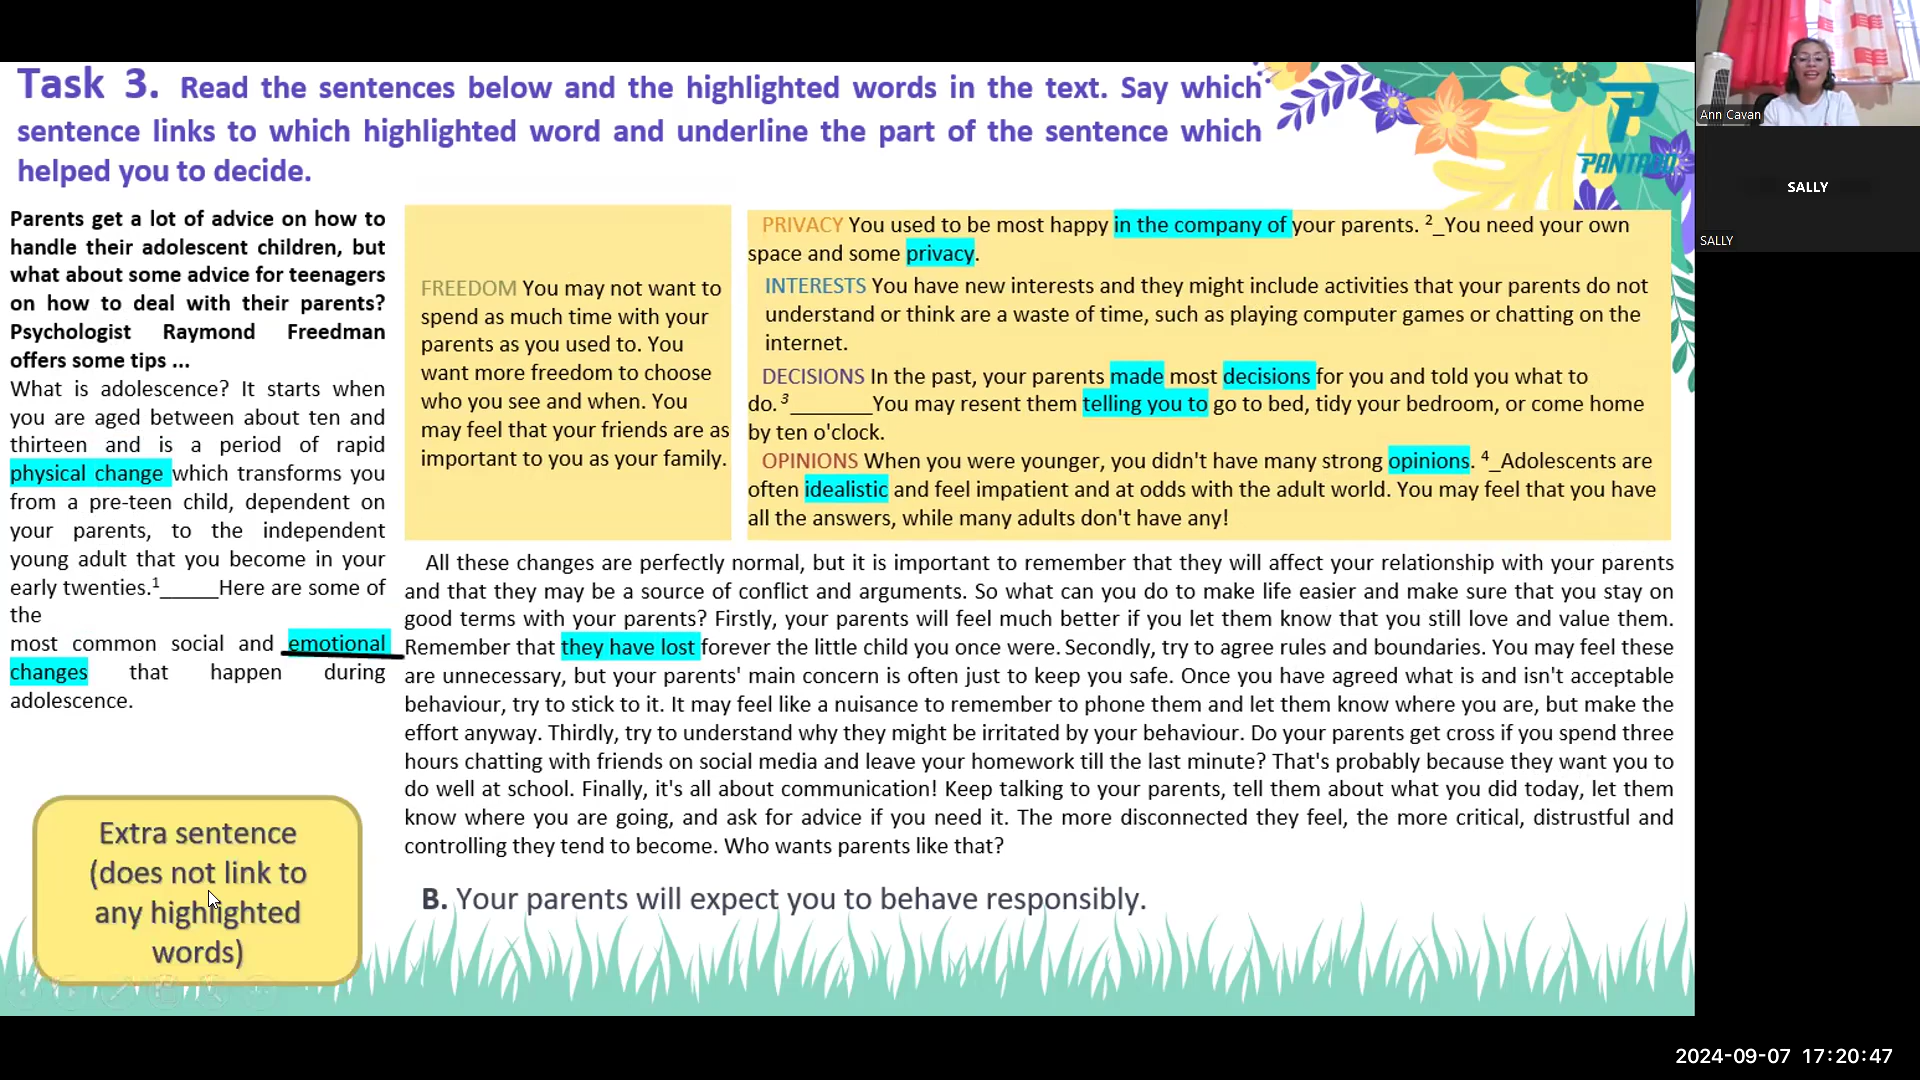 Task 3. Read the sentences below and the highlighted words in the text. Say which
sentence links to which highlighted word and underline the part of the sentence which
helped you to decide.
PANTADO
Ann Cavan
SALLY
SALLY
Parents get a lot of advice on how to
handle their adolescent children, but
what about some advice for teenagers
on how to deal with their parents?
Psychologist Raymond Freedman
offers some tips ...
What is adolescence? It starts when
you are aged between about ten and
thirteen and is a period of rapid
physical change which transforms you
from a pre-teen child, dependent on
your parents, to the independent
young adult that you become in your
early twenties.¹_____Here are some of
the
most common social and emotional
changes that happen during
adolescence.
FREEDOM You may not want to
spend as much time with your
parents as you used to. You
want more freedom to choose
who you see and when. You
may feel that your friends are as
important to you as your family.
PRIVACY You used to be most happy in the company of your parents. ²_You need your own
space and some privacy.
INTERESTS You have new interests and they might include activities that your parents do not
understand or think are a waste of time, such as playing computer games or chatting on the
internet.
DECISIONS In the past, your parents made most decisions for you and told you what to
do. ³_______You may resent them telling you to go to bed, tidy your bedroom, or come home
by ten o'clock.
OPINIONS When you were younger, you didn't have many strong opinions. ⁴_Adolescents are
often idealistic and feel impatient and at odds with the adult world. You may feel that you have
all the answers, while many adults don't have any!
All these changes are perfectly normal, but it is important to remember that they will affect your relationship with your parents
and that they may be a source of conflict and arguments. So what can you do to make life easier and make sure that you stay on
good terms with your parents? Firstly, your parents will feel much better if you let them know that you still love and value them.
Remember that they have lost forever the little child you once were. Secondly, try to agree rules and boundaries. You may feel these
are unnecessary, but your parents' main concern is often just to keep you safe. Once you have agreed what is and isn't acceptable
behaviour, try to stick to it. It may feel like a nuisance to remember to phone them and let them know where you are, but make the
effort anyway. Thirdly, try to understand why they might be irritated by your behaviour. Do your parents get cross if you spend three
hours chatting with friends on social media and leave your homework till the last minute? That's probably because they want you to
do well at school. Finally, it's all about communication! Keep talking to your parents, tell them about what you did today, let them
know where you are going, and ask for advice if you need it. The more disconnected they feel, the more critical, distrustful and
controlling they tend to become. Who wants parents like that?
Extra sentence
(does not link to
any highlighted
words)
B. Your parents will expect you to behave responsibly.
2024-09-07 17:20:47